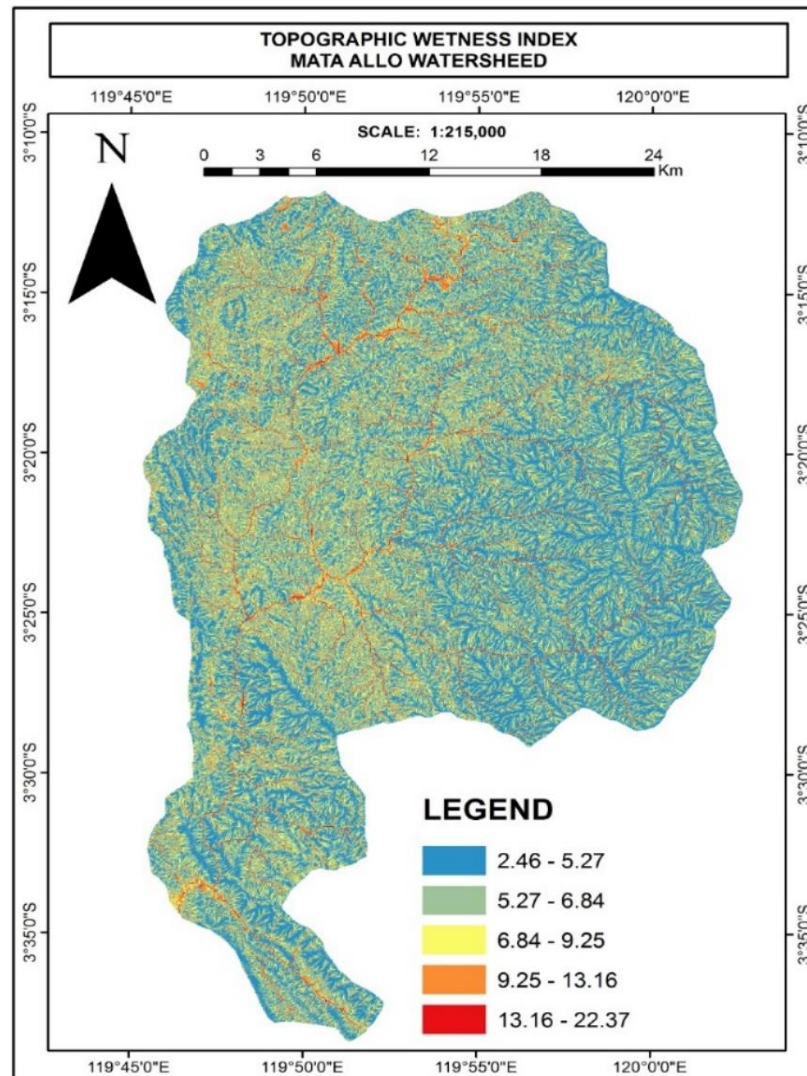 TOPOGRAPHIC WETNESS INDEX
MATA ALLO WATERSHEED
119°45'0"E 119°50'0"E 119°55'0"E 120°0'0"E
3°10'0"S 3°10'0"S
N
SCALE: 1:215,000
0 3 6 12 18 24
Km
3°15'0"S 3°15'0"S
3°20'0"S 3°20'0"S
3°25'0"S 3°25'0"S
3°30'0"S 3°30'0"S
LEGEND
2.46 - 5.27
5.27 - 6.84
6.84 - 9.25
9.25 - 13.16
13.16 - 22.37
3°35'0"S 3°35'0"S
119°45'0"E 119°50'0"E 119°55'0"E 120°0'0"E